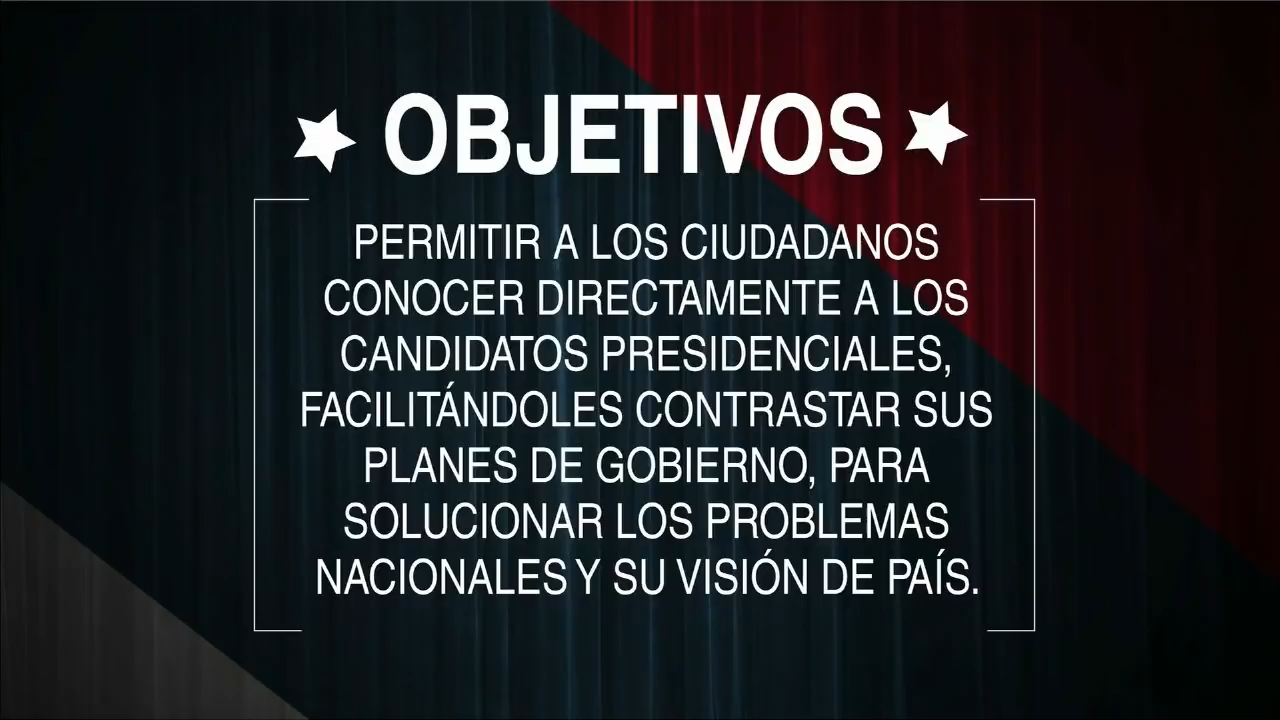 OBJETIVOS
PERMITIR A LOS CIUDADANOS
CONOCER DIRECTAMENTE A LOS
CANDIDATOS PRESIDENCIALES,
FACILITÁNDOLES CONTRASTAR SUS
PLANES DE GOBIERNO, PARA
SOLUCIONAR LOS PROBLEMAS
NACIONALES Y SU VISIÓN DE PAÍS.